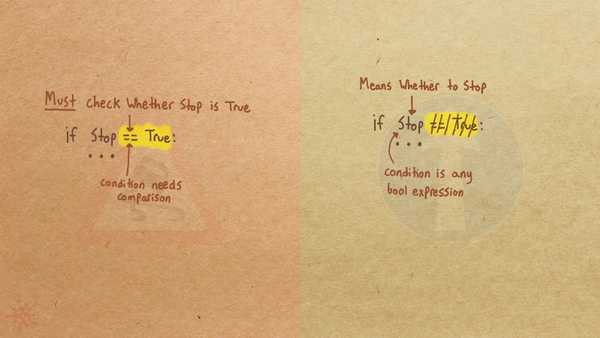 Must check Whether Stop is True
if Stop == True:
...
condition needs
comparison
Means Whether to Stop
if Stop == True:
...
condition is any
bool expression